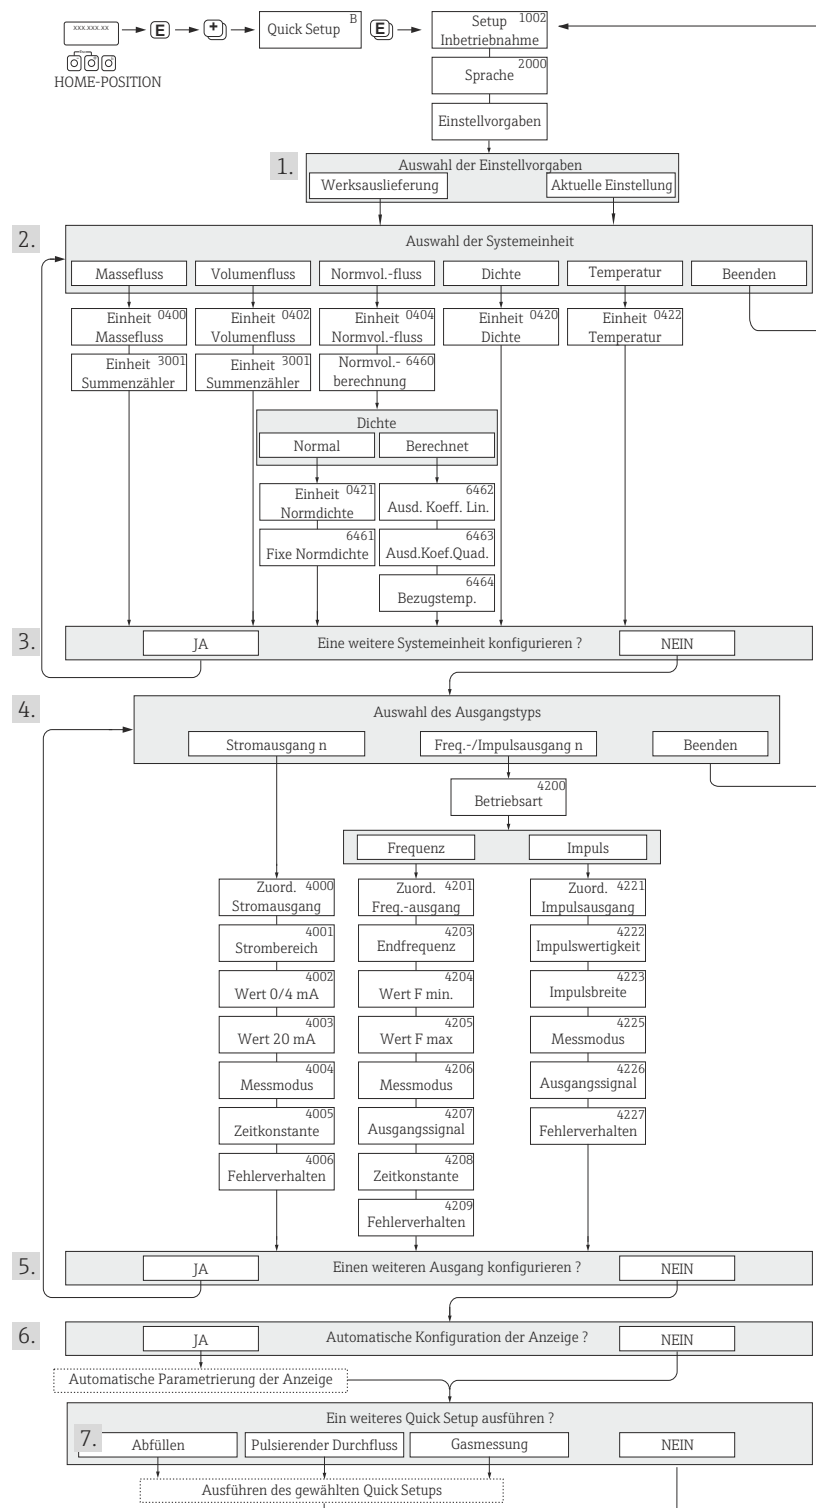 xxx.xxx.xx
E
+
B
Quick Setup
E
1002
Setup
Inbetriebnahme
HOME-POSITION
2000
Sprache
Einstellvorgaben
1.
Auswahl der Einstellvorgaben
Werksauslieferung
Aktuelle Einstellung
2.
Auswahl der Systemeinheit
Massefluss
Volumenfluss
Normvol.-fluss
Dichte
Temperatur
Beenden
Einheit 0400
Massefluss
Einheit 0402
Volumenfluss
Einheit 0404
Normvol.-fluss
Einheit 0420
Dichte
Einheit 0422
Temperatur
Einheit 3001
Summenzähler
Einheit 3001
Summenzähler
Normvol.- 6460
berechnung
Dichte
Normal
Berechnet
Einheit 0421
Normdichte
6462
Ausd. Koeff. Lin.
6461
Fixe Normdichte
6463
Ausd.Koef.Quad.
6464
Bezugstemp.
3.
JA
Eine weitere Systemeinheit konfigurieren ?
NEIN
4.
Auswahl des Ausgangstyps
Stromausgang n
Freq.-/Impulsausgang n
Beenden
4200
Betriebsart
Frequenz
Impuls
Zuord. 4000
Stromausgang
Zuord. 4201
Freq.-ausgang
Zuord. 4221
Impulsausgang
4001
Strombereich
4203
Endfrequenz
4222
Impulswertigkeit
4002
Wert 0/4 mA
4204
Wert F min.
4223
Impulsbreite
4003
Wert 20 mA
4205
Wert F max
4225
Messmodus
4004
Messmodus
4206
Messmodus
4226
Ausgangssignal
4005
Zeitkonstante
4207
Ausgangssignal
4227
Fehlerverhalten
4006
Fehlerverhalten
4208
Zeitkonstante
4209
Fehlerverhalten
5.
JA
Einen weiteren Ausgang konfigurieren ?
NEIN
6.
JA
Automatische Konfiguration der Anzeige ?
NEIN
Automatische Parametrierung der Anzeige
Ein weiteres Quick Setup ausführen ?
7.
Abfüllen
Pulsierender Durchfluss
Gasmessung
NEIN
Ausführen des gewählten Quick Setups